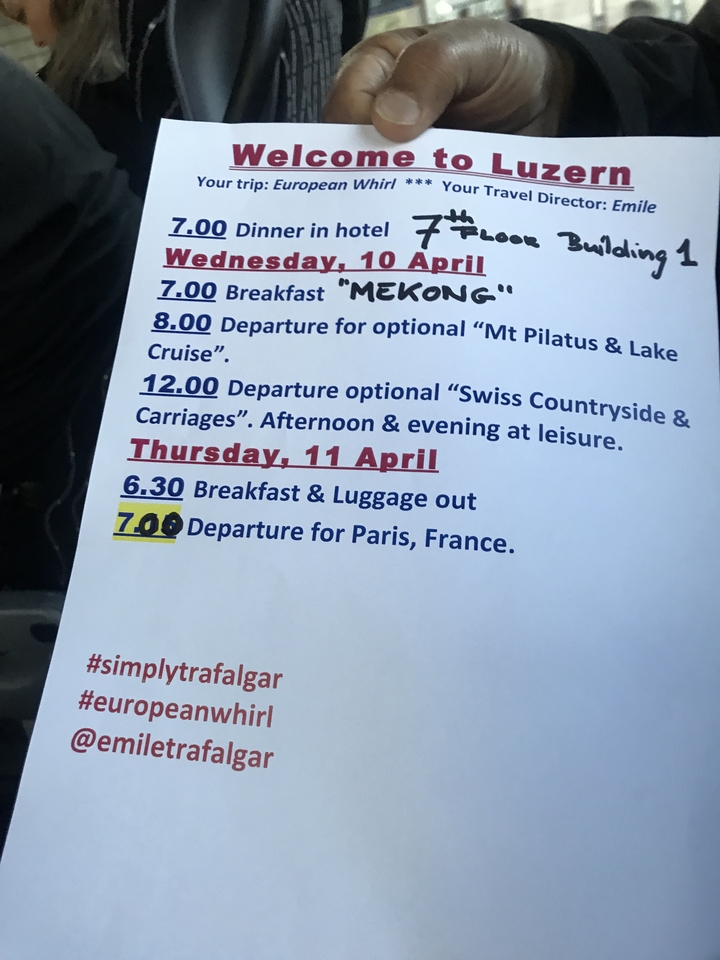 Welcome to Luzern
Your trip: European Whirl *** Your Travel Director: Emile
7.00 Dinner in hotel 7th FLOOR Building 1
Wednesday, 10 April
7.00 Breakfast "MEKONG"
8.00 Departure for optional “Mt Pilatus & Lake
Cruise”.
12.00 Departure optional “Swiss Countryside &
Carriages”. Afternoon & evening at leisure.
Thursday, 11 April
6.30 Breakfast & Luggage out
7.00 Departure for Paris, France.
#simplytrafalgar
#europeanwhirl
@emiletrafalgar